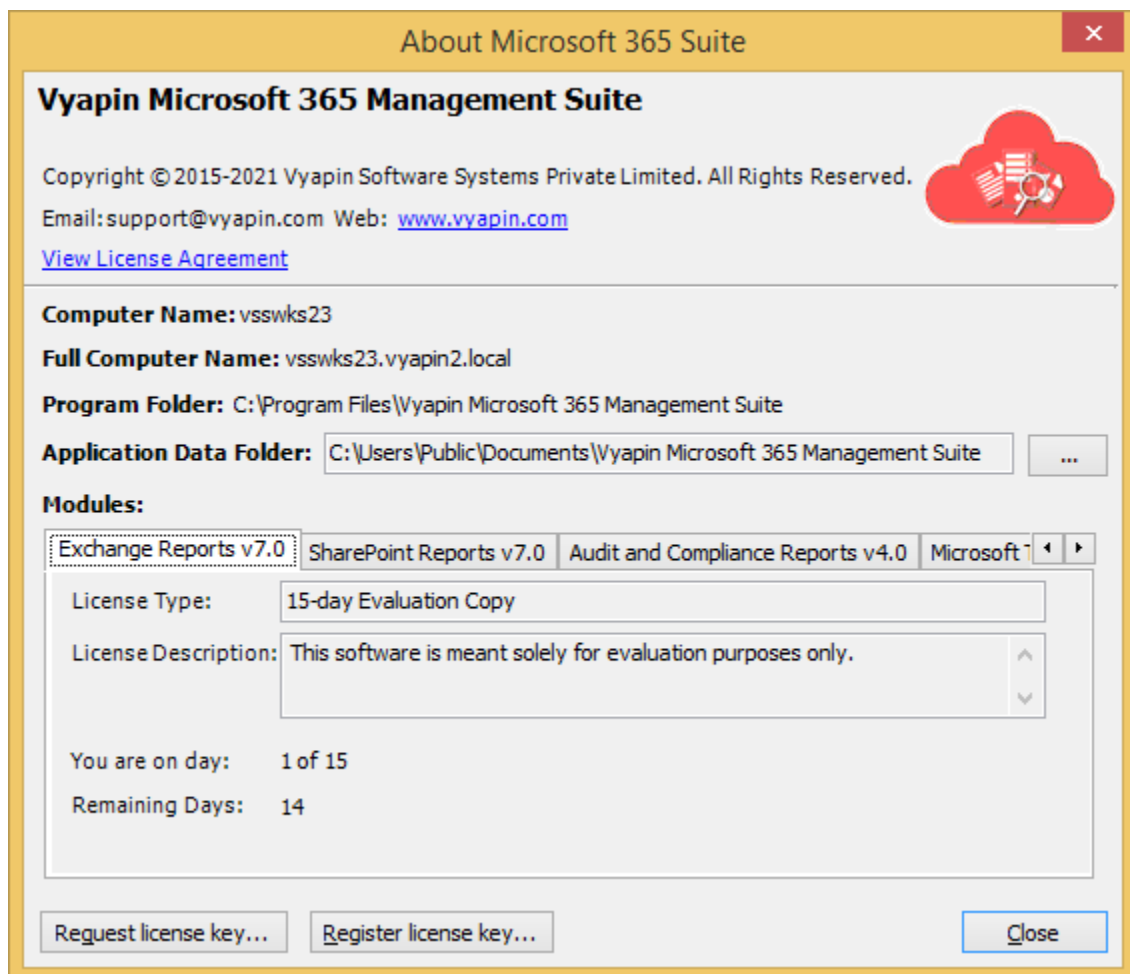 About Microsoft 365 Suite
Vyapin Microsoft 365 Management Suite
Copyright © 2015-2021 Vyapin Software Systems Private Limited. All Rights Reserved.
Email: support@vyapin.com Web: www.vyapin.com
View License Agreement
Computer Name: vsswks23
Full Computer Name: vsswks23.vyapin2.local
Program Folder: C:\Program Files\Vyapin Microsoft 365 Management Suite
Application Data Folder: C:\Users\Public\Documents\Vyapin Microsoft 365 Management Suite ...
Modules:
Exchange Reports v7.0 SharePoint Reports v7.0 Audit and Compliance Reports v4.0 Microsoft
License Type: 15-day Evaluation Copy
License Description: This software is meant solely for evaluation purposes only.
You are on day: 1 of 15
Remaining Days: 14
Request license key... Register license key... Close